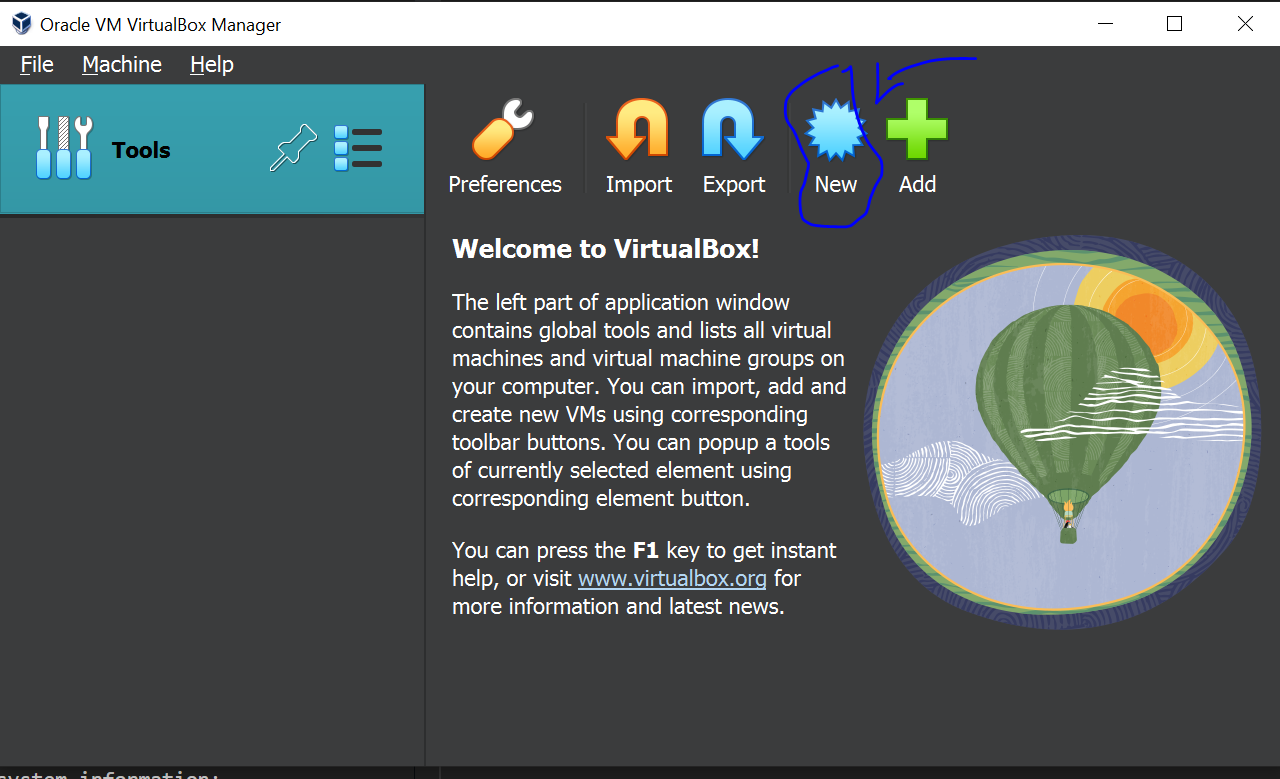 Oracle VM VirtualBox Manager
File Machine Help
Tools
Preferences Import Export New Add
Welcome to VirtualBox!
The left part of application window
contains global tools and lists all virtual
machines and virtual machine groups on
your computer. You can import, add and
create new VMs using corresponding
toolbar buttons. You can popup a tools
of currently selected element using
corresponding element button.
You can press the F1 key to get instant
help, or visit www.virtualbox.org for
more information and latest news.
system information: